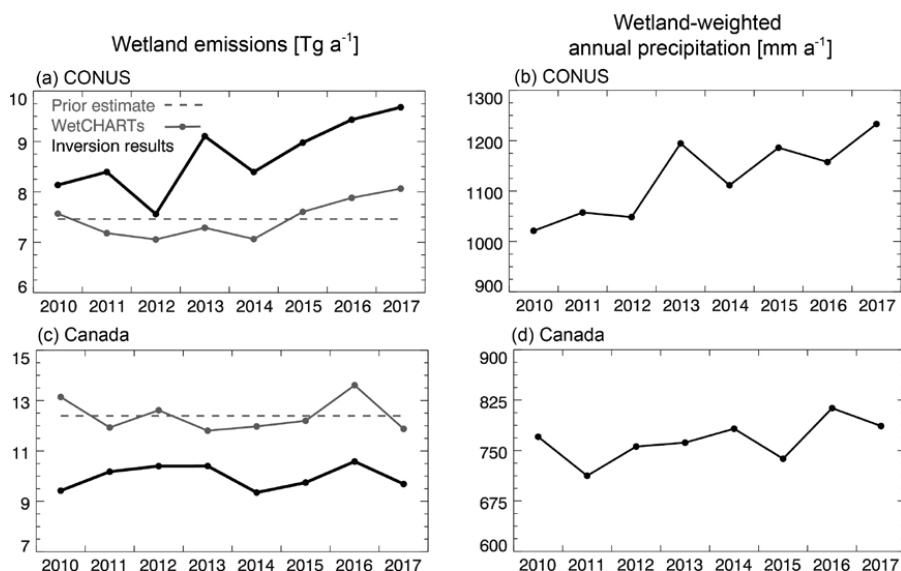 Wetland emissions [Tg a⁻¹]
Wetland-weighted
annual precipitation [mm a⁻¹]
(a) CONUS
10
9
8
7
6
Prior estimate
WetCHARTs
Inversion results
2010 2011 2012 2013 2014 2015 2016 2017
(b) CONUS
1300
1200
1100
1000
900
2010 2011 2012 2013 2014 2015 2016 2017
(c) Canada
15
13
11
9
7
2010 2011 2012 2013 2014 2015 2016 2017
(d) Canada
900
825
750
675
600
2010 2011 2012 2013 2014 2015 2016 2017